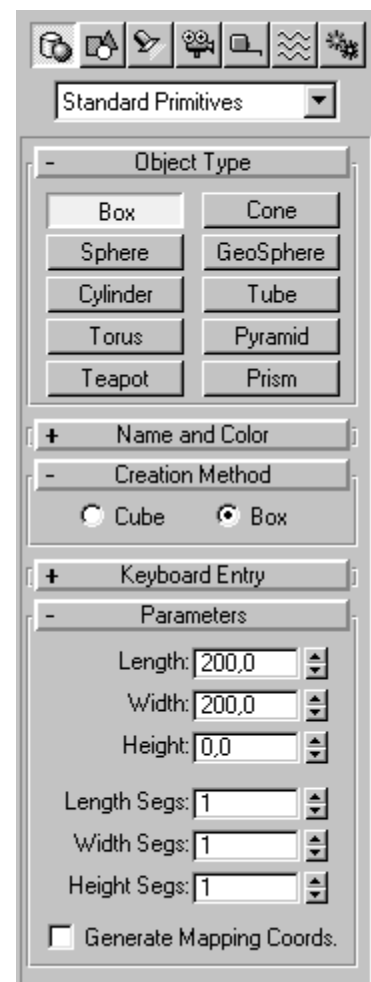 Standard Primitives
- Object Type
Box Cone
Sphere GeoSphere
Cylinder Tube
Torus Pyramid
Teapot Prism
+ Name and Color
- Creation Method
Cube Box
+ Keyboard Entry
- Parameters
Length: 200,0
Width: 200,0
Height: 0,0
Length Segs: 1
Width Segs: 1
Height Segs: 1
Generate Mapping Coords.